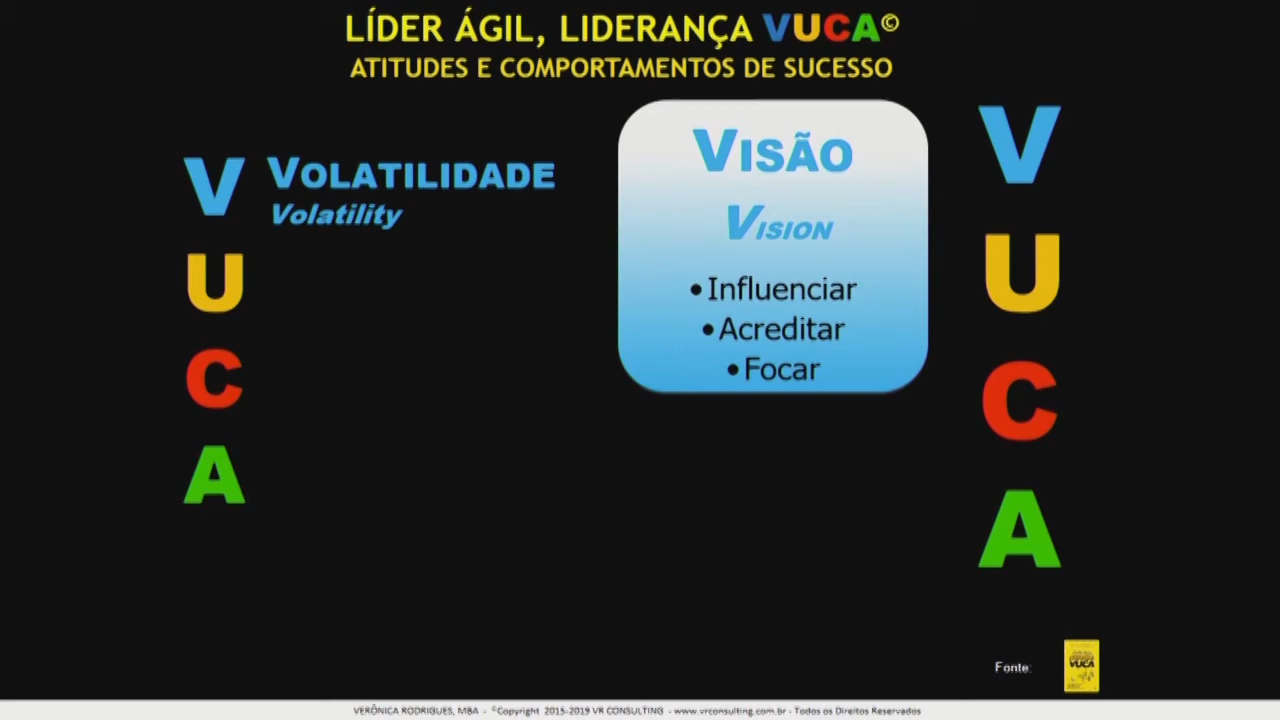 LÍDER ÁGIL, LIDERANÇA VUCA©
ATITUDES E COMPORTAMENTOS DE SUCESSO
V VOLATILIDADE
Volatility
U
C
A
VISÃO
VISION
• Influenciar
• Acreditar
• Focar
V
U
C
A
Fonte:
VUCA
VERÔNICA RODRIGUES, MBA - ©Copyright 2015-2019 VR CONSULTING - www.vrconsulting.com.br - Todos os Direitos Reservados